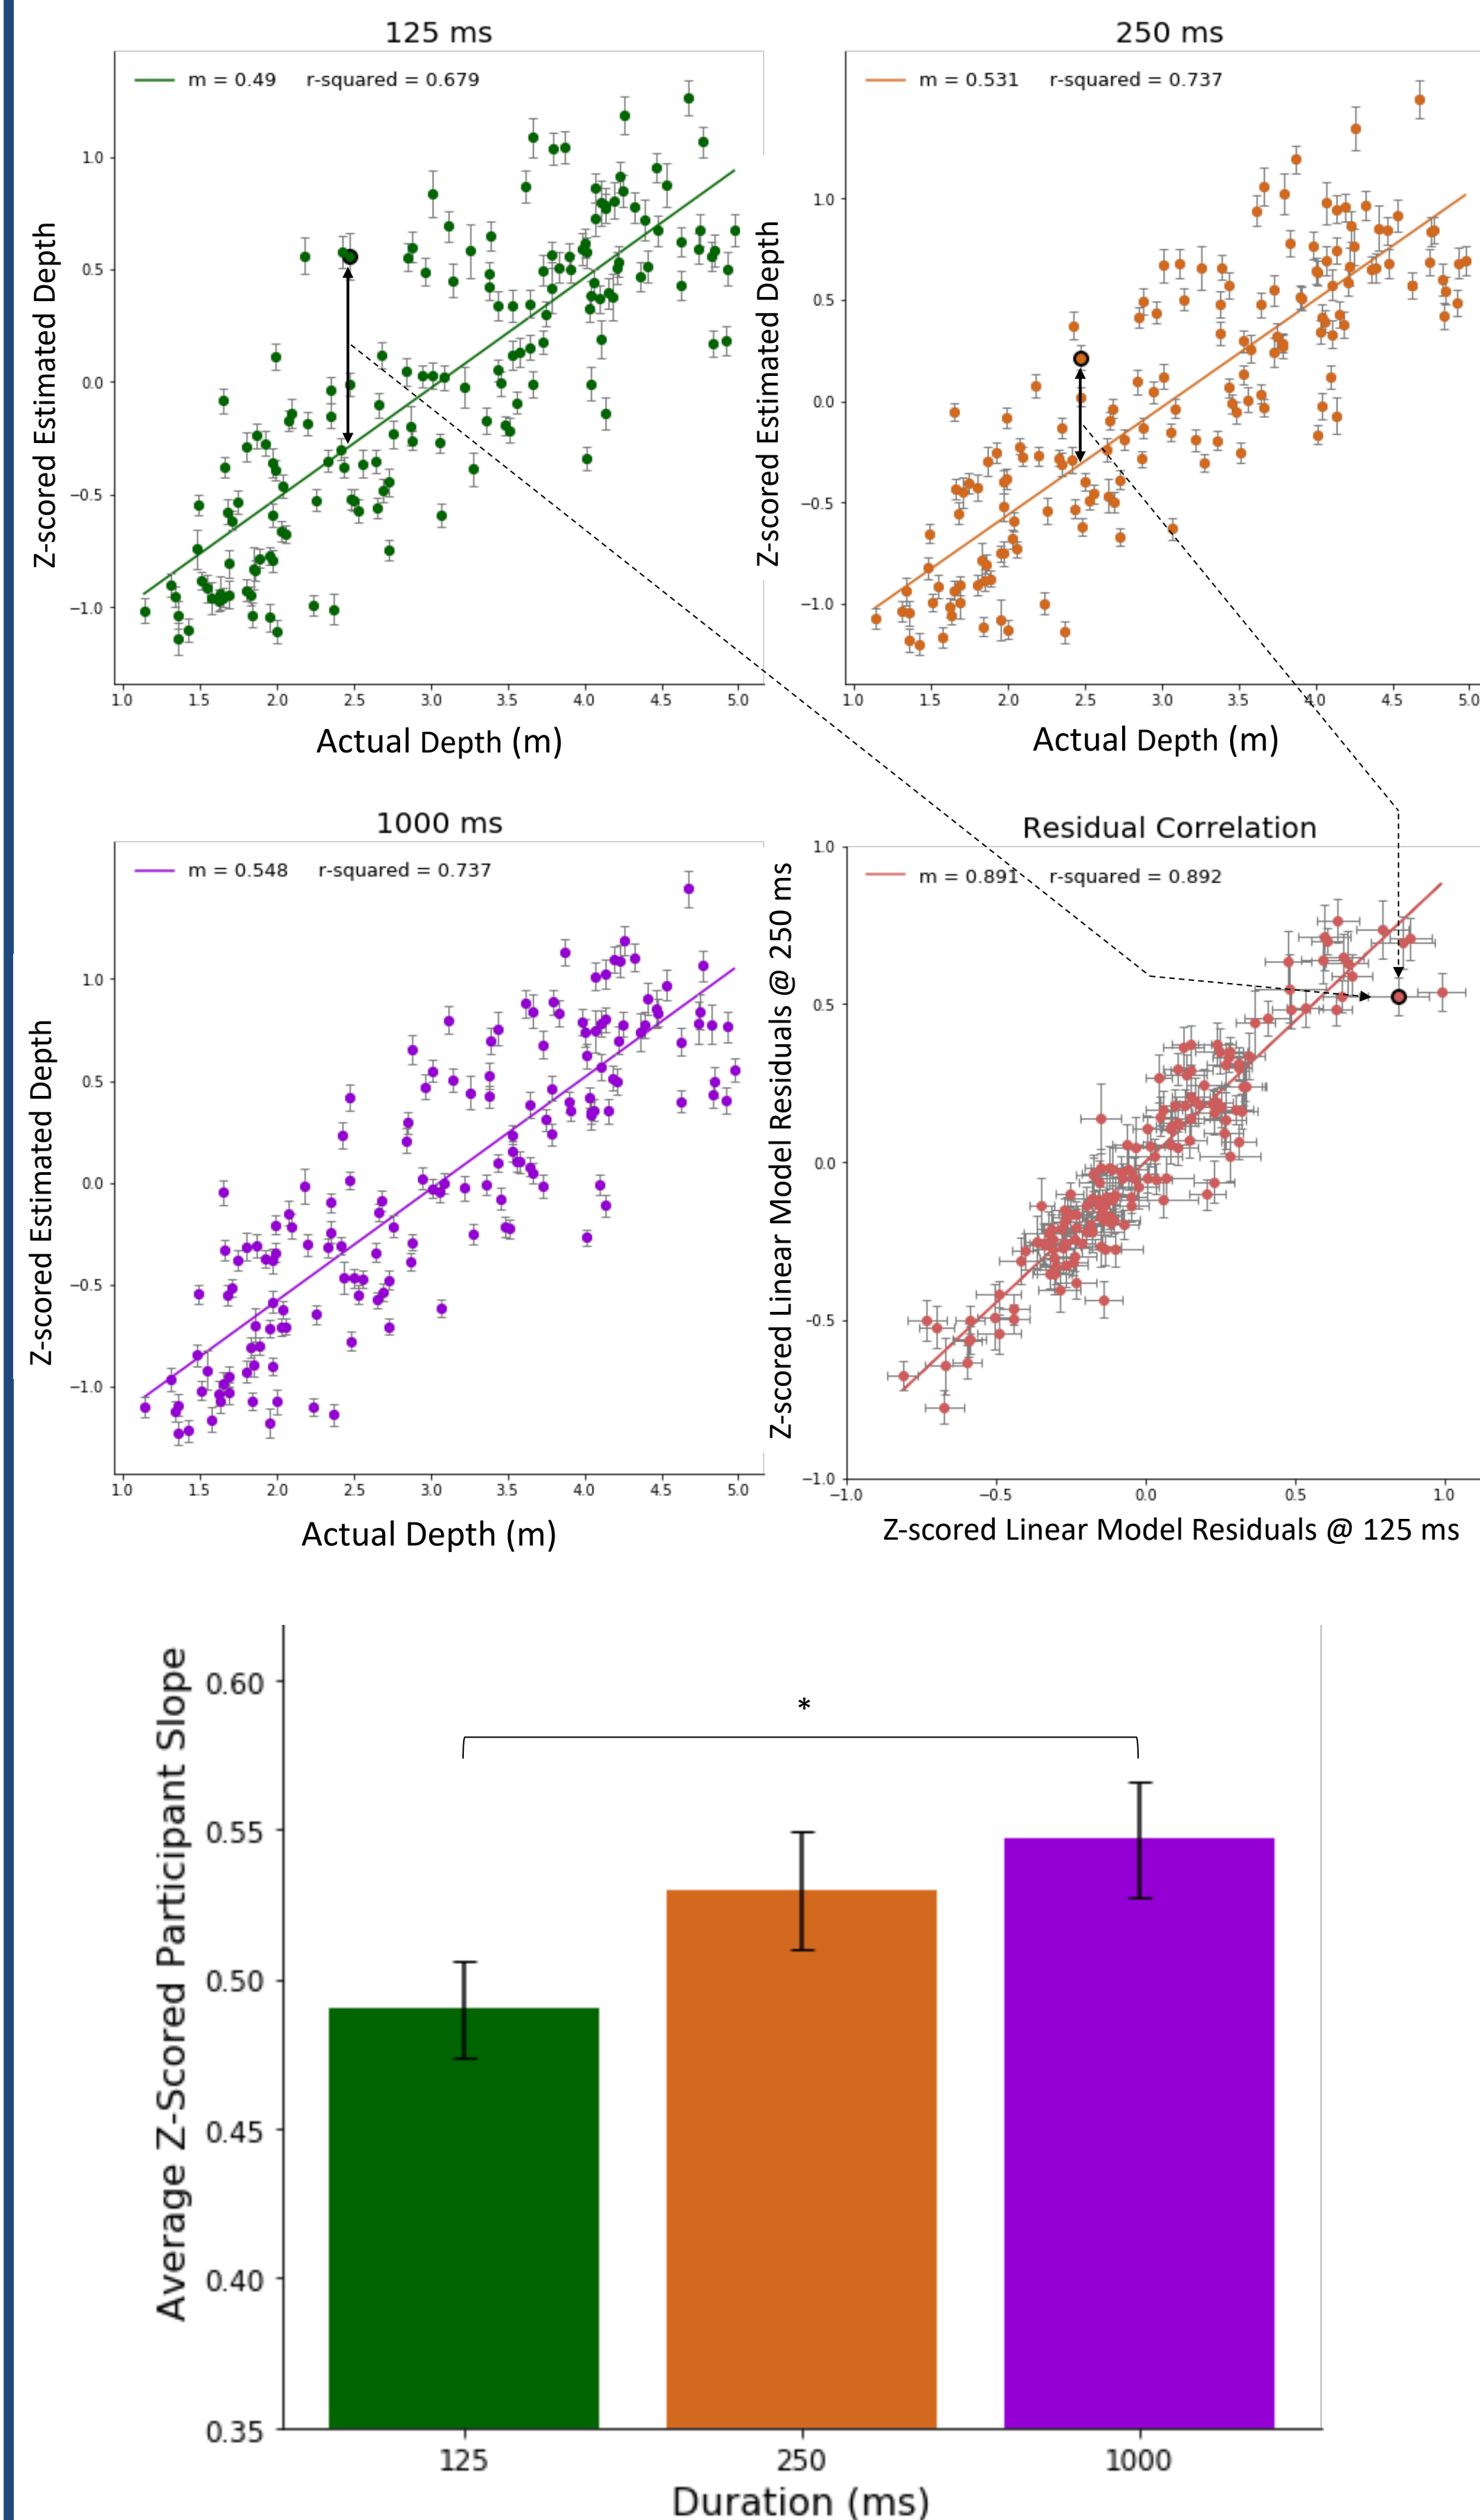 125 ms
m = 0.49 r-squared = 0.679
Z-scored Estimated Depth
1.0
0.5
0.0
−0.5
−1.0
1.0 1.5 2.0 2.5 3.0 3.5 4.0 4.5 5.0
Actual Depth (m)
250 ms
m = 0.531 r-squared = 0.737
Z-scored Estimated Depth
1.0
0.5
0.0
−0.5
−1.0
1.0 1.5 2.0 2.5 3.0 3.5 4.0 4.5 5.0
Actual Depth (m)
1000 ms
m = 0.548 r-squared = 0.737
Z-scored Estimated Depth
1.0
0.5
0.0
−0.5
−1.0
1.0 1.5 2.0 2.5 3.0 3.5 4.0 4.5 5.0
Actual Depth (m)
Residual Correlation
m = 0.891 r-squared = 0.892
Z-scored Linear Model Residuals @ 250 ms
1.0
0.5
0.0
−0.5
−1.0
−1.0 −0.5 0.0 0.5 1.0
Z-scored Linear Model Residuals @ 125 ms
Average Z-Scored Participant Slope
0.60
0.55
0.50
0.45
0.40
0.35
*
125 250 1000
Duration (ms)